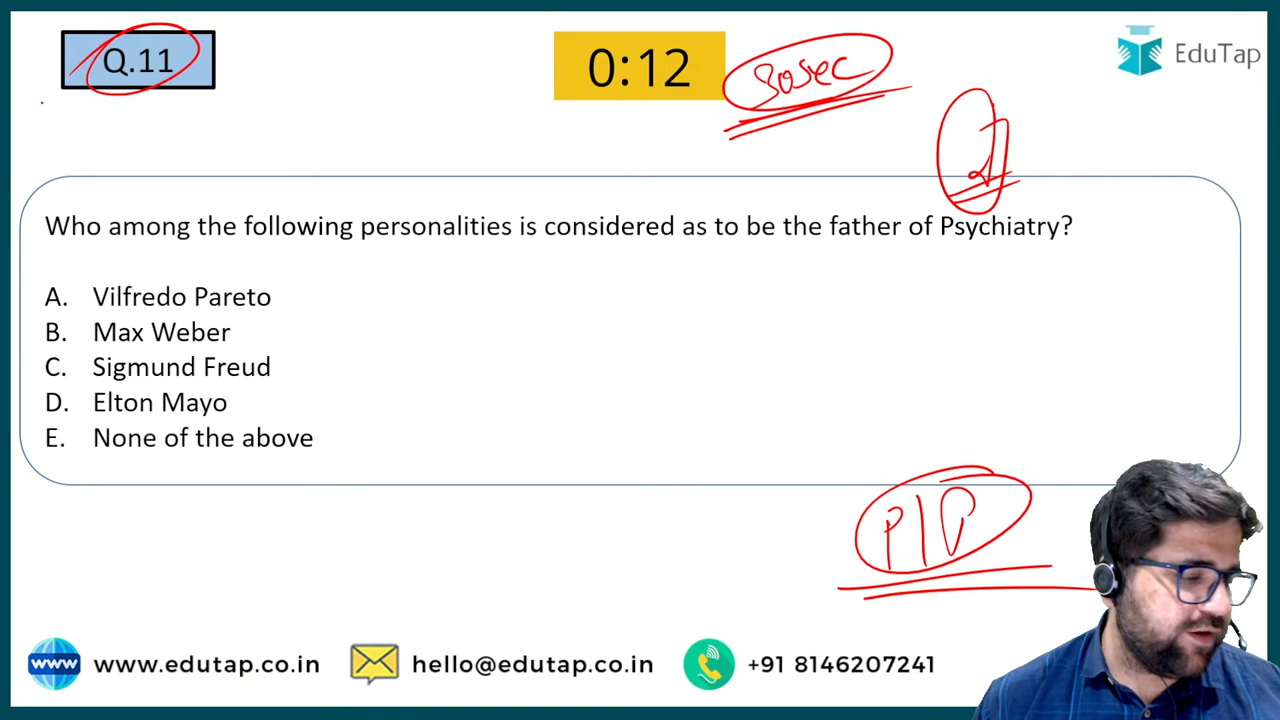 Q.11
0:12
30sec
EduTap
Who among the following personalities is considered as to be the father of Psychiatry?
A. Vilfredo Pareto
B. Max Weber
C. Sigmund Freud
D. Elton Mayo
E. None of the above
P|P
www
www.edutap.co.in
hello@edutap.co.in
+91 8146207241